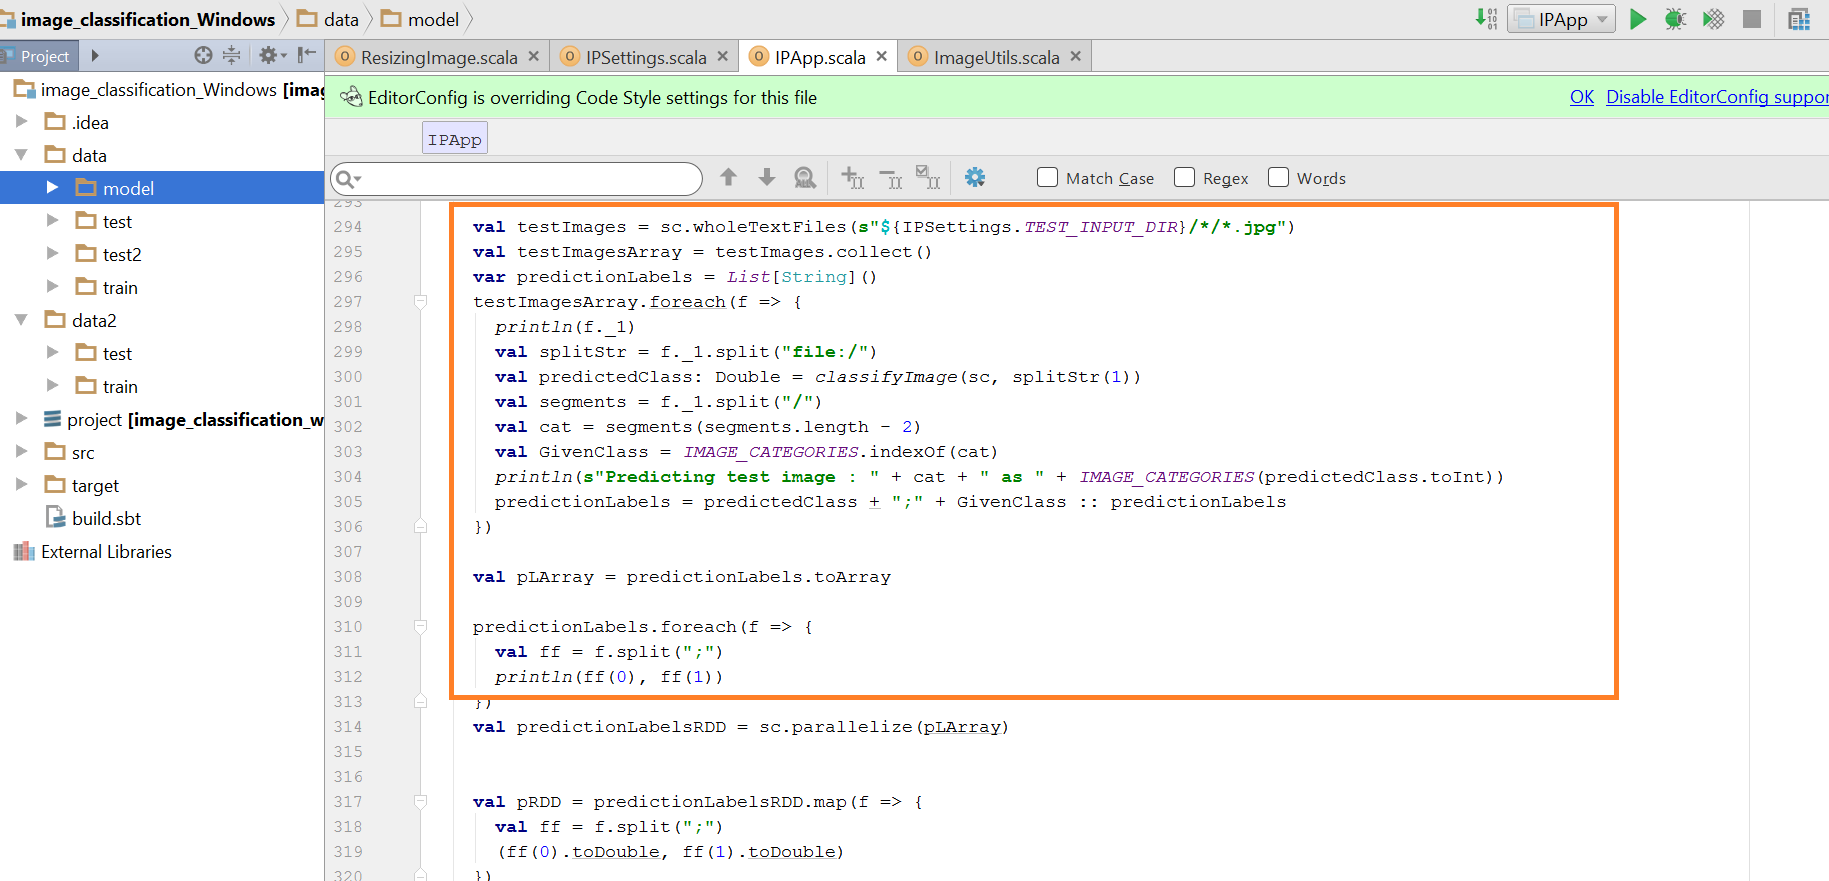 image_classification_Windows data model IPApp
Project ResizingImage.scala IPSettings.scala IPApp.scala ImageUtils.scala
image_classification_Windows [imag
.idea
data
model
test
test2
train
data2
test
train
project [image_classification_w
src
target
build.sbt
External Libraries
EditorConfig is overriding Code Style settings for this file OK Disable EditorConfig suppor
IPApp
Match Case Regex Words
293
294 val testImages = sc.wholeTextFiles(s"${IPSettings.TEST_INPUT_DIR}/*/*.jpg")
295 val testImagesArray = testImages.collect()
296 var predictionLabels = List[String]()
297 testImagesArray.foreach(f => {
298 println(f._1)
299 val splitStr = f._1.split("file:/")
300 val predictedClass: Double = classifyImage(sc, splitStr(1))
301 val segments = f._1.split("/")
302 val cat = segments(segments.length - 2)
303 val GivenClass = IMAGE_CATEGORIES.indexOf(cat)
304 println(s"Predicting test image : " + cat + " as " + IMAGE_CATEGORIES(predictedClass.toInt))
305 predictionLabels = predictedClass + ";" + GivenClass :: predictionLabels
306 })
307
308 val pLArray = predictionLabels.toArray
309
310 predictionLabels.foreach(f => {
311 val ff = f.split(";")
312 println(ff(0), ff(1))
313 })
314 val predictionLabelsRDD = sc.parallelize(pLArray)
315
316
317 val pRDD = predictionLabelsRDD.map(f => {
318 val ff = f.split(";")
319 (ff(0).toDouble, ff(1).toDouble)
320 })